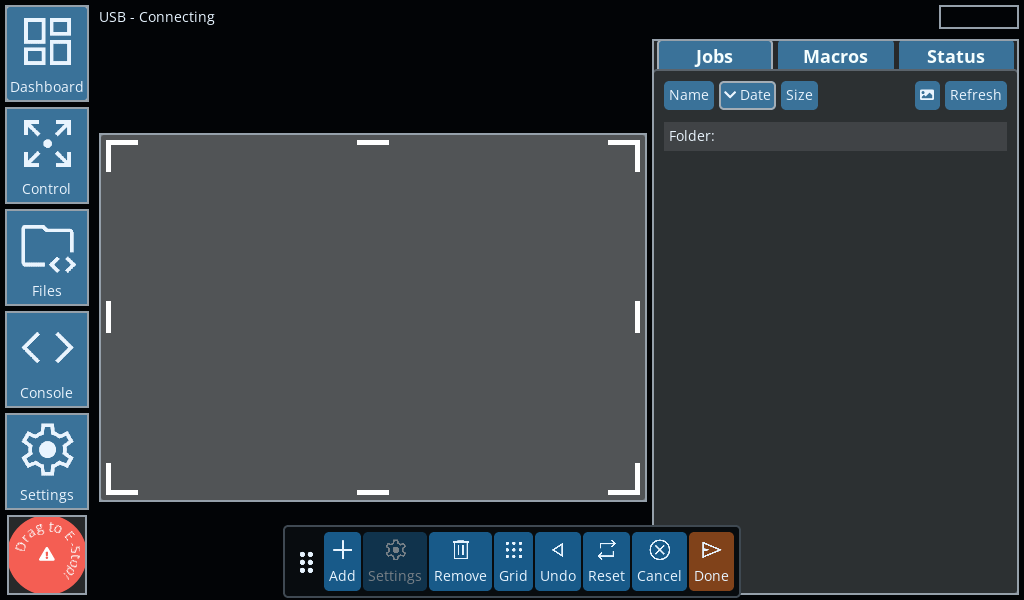 USB - Connecting
Dashboard
Control
Files
Console
Settings
Drag to E-Stop!
Jobs
Macros
Status
Name
Date
Size
Refresh
Folder:
Add
Settings
Remove
Grid
Undo
Reset
Cancel
Done